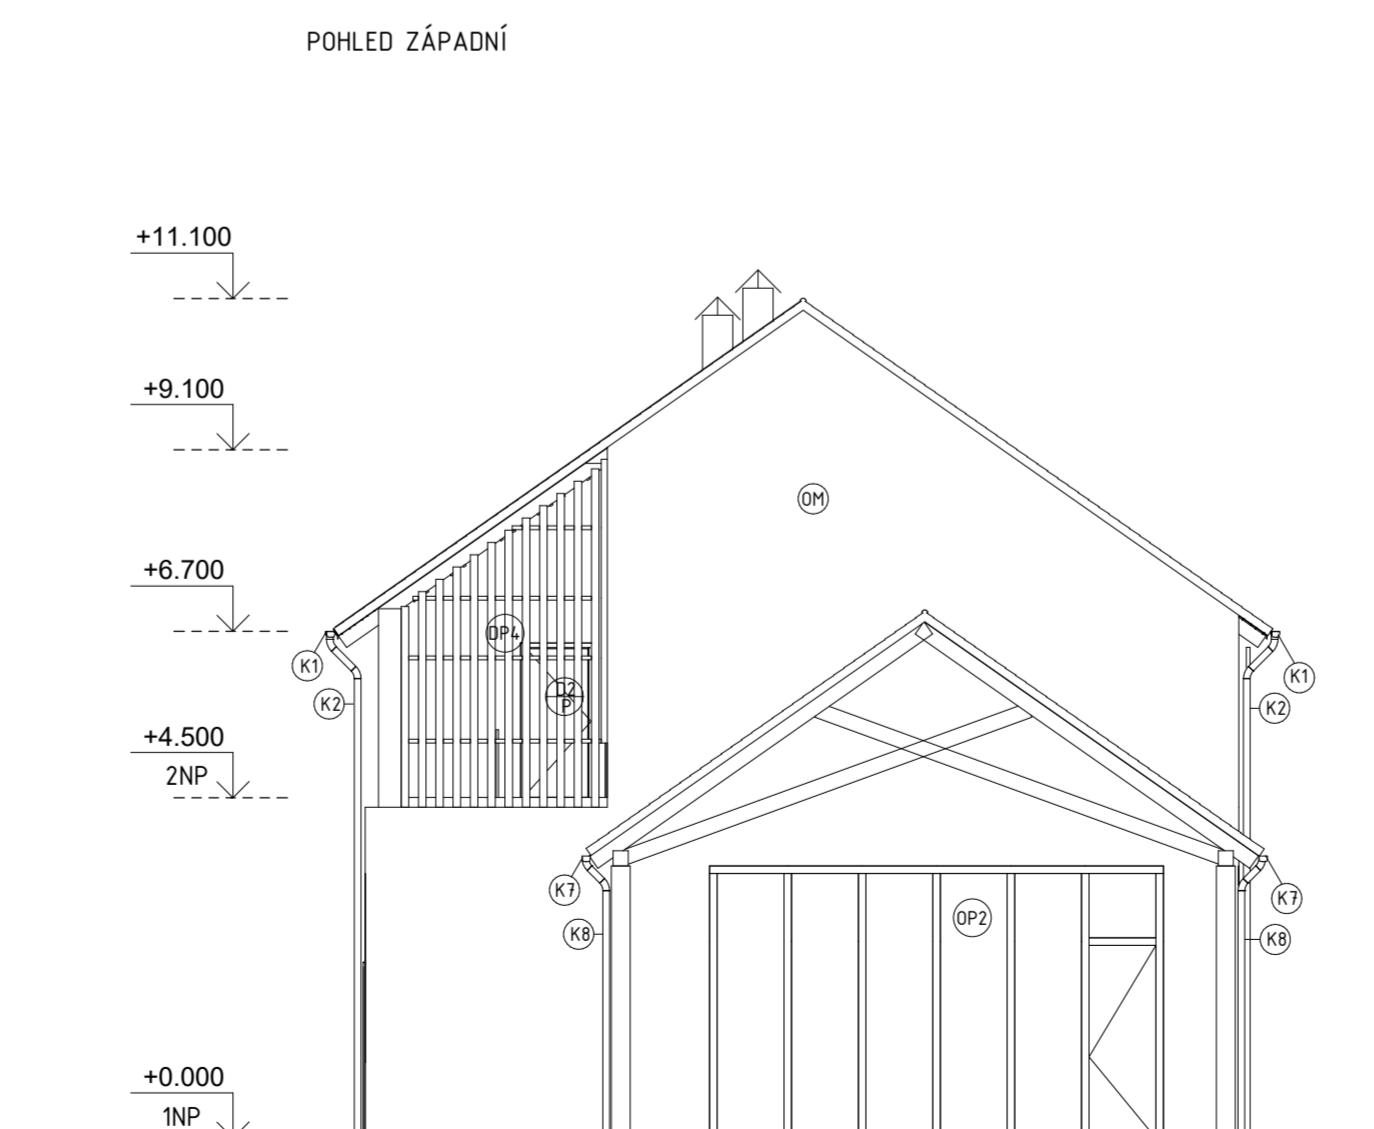 POHLED ZÁPADNÍ
+11.100
+9.100
OM
+6.700
DP4
K1
K1
D2
P
K2
K2
+4.500
2NP
K7
K7
OP2
K8
K8
+0.000
1NP